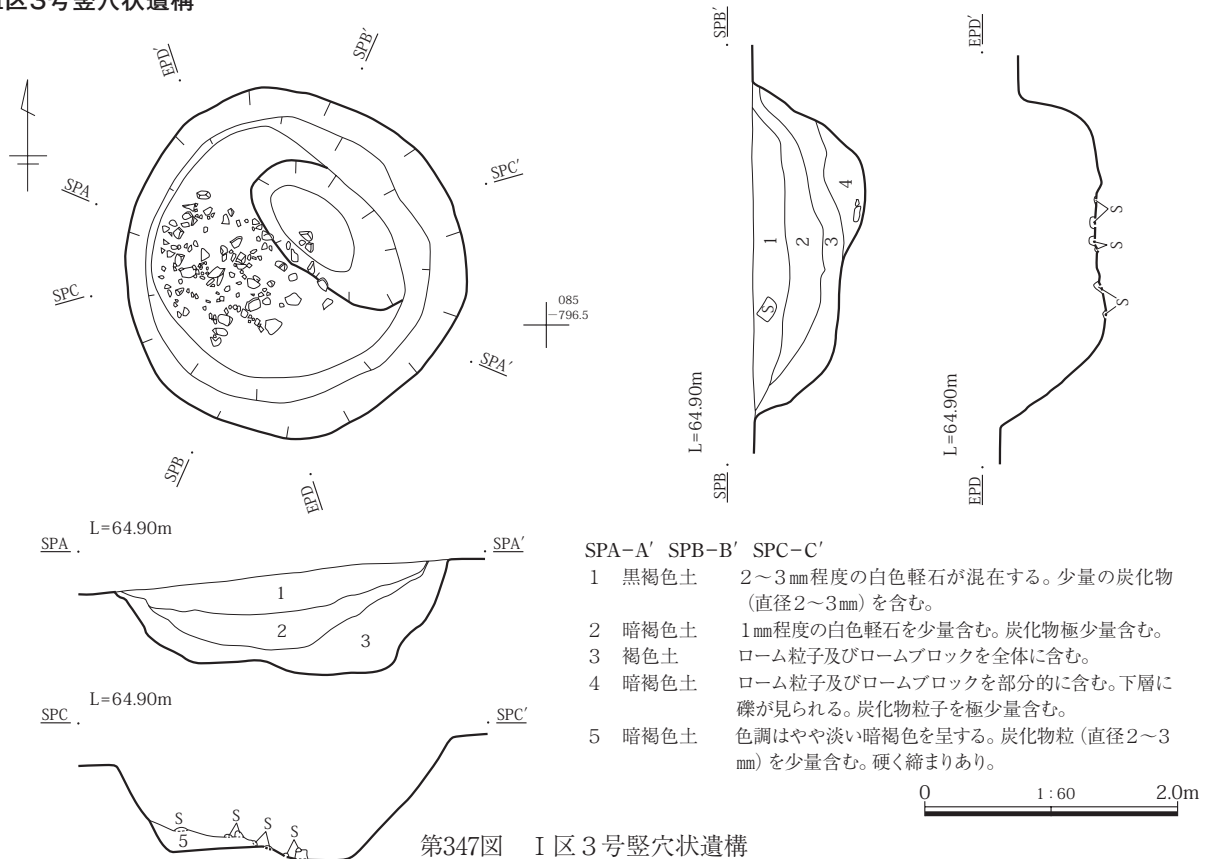 区3号竪穴状遺構
EPD′
SPB′
SPA
SPC′
SPC
085
−796.5
SPA′
SPB
EPD
SPB′
1
2
3
4
S
L=64.90m
SPB
EPD′
S
S
S
L=64.90m
EPD
SPA
L=64.90m
SPA′
1
2
3
SPC
L=64.90m
SPC′
S
S
S
S
5
SPA−A′ SPB−B′ SPC−C′
1 黒褐色土 2～3㎜程度の白色軽石が混在する。少量の炭化物
（直径2～3㎜）を含む。
2 暗褐色土 1㎜程度の白色軽石を少量含む。炭化物極少量含む。
3 褐色土 ローム粒子及びロームブロックを全体に含む。
4 暗褐色土 ローム粒子及びロームブロックを部分的に含む。下層に
礫が見られる。炭化物粒子を極少量含む。
5 暗褐色土 色調はやや淡い暗褐色を呈する。炭化物粒（直径2～3
㎜）を少量含む。硬く締まりあり。
0 1:60 2.0m
第347図 Ⅰ区3号竪穴状遺構